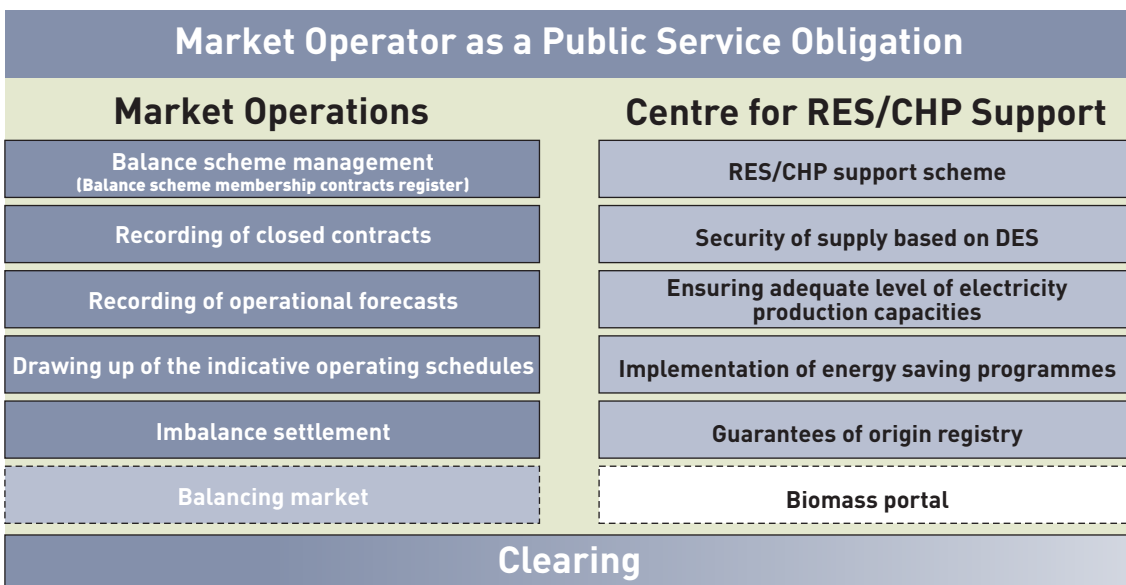 Market Operator as a Public Service Obligation
Market Operations
Balance scheme management
(Balance scheme membership contracts register)
Recording of closed contracts
Recording of operational forecasts
Drawing up of the indicative operating schedules
Imbalance settlement
Balancing market
Centre for RES/CHP Support
RES/CHP support scheme
Security of supply based on DES
Ensuring adequate level of electricity
production capacities
Implementation of energy saving programmes
Guarantees of origin registry
Biomass portal
Clearing